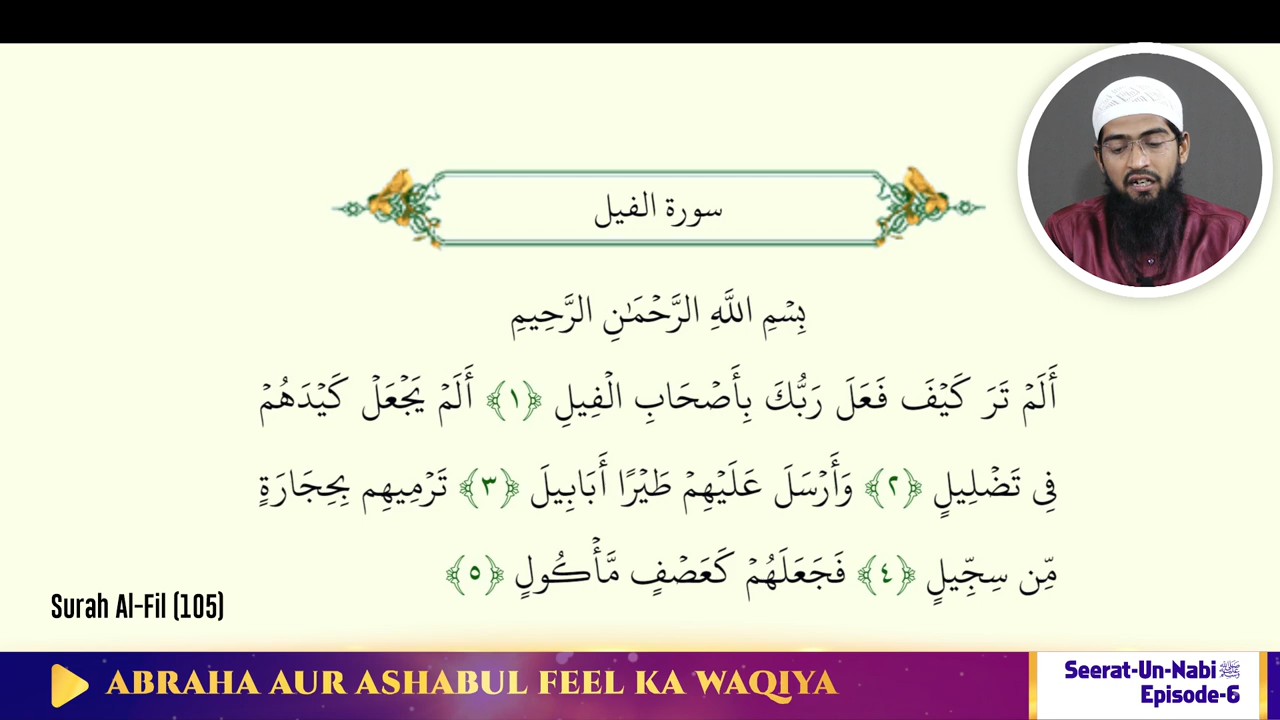 سورة الفيل
بِسْمِ اللَّهِ الرَّحْمَٰنِ الرَّحِيمِ
أَلَمْ تَرَ كَيْفَ فَعَلَ رَبُّكَ بِأَصْحَابِ الْفِيلِ ﴿١﴾ أَلَمْ يَجْعَلْ كَيْدَهُمْ
فِي تَضْلِيلٍ ﴿٢﴾ وَأَرْسَلَ عَلَيْهِمْ طَيْرًا أَبَابِيلَ ﴿٣﴾ تَرْمِيهِم بِحِجَارَةٍ
مِّن سِجِّيلٍ ﴿٤﴾ فَجَعَلَهُمْ كَعَصْفٍ مَّأْكُولٍ ﴿٥﴾
Surah Al-Fil (105)
ABRAHA AUR ASHABUL FEEL KA WAQIYA
Seerat-Un-Nabi ﷺ
Episode-6